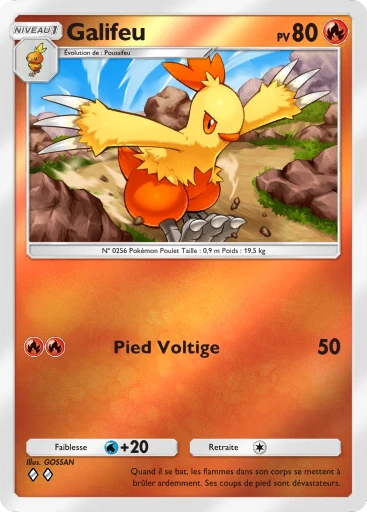 NIVEAU 1
Galifeu
PV 80
Évolution de : Poussifeu
N° 0256 Pokémon Poulet Taille : 0,9 m Poids : 19,5 kg
Pied Voltige 50
Faiblesse +20 Retraite
Illus. GOSSAN
Quand il se bat, les flammes dans son corps se mettent à
brûler ardemment. Ses coups de pied sont dévastateurs.